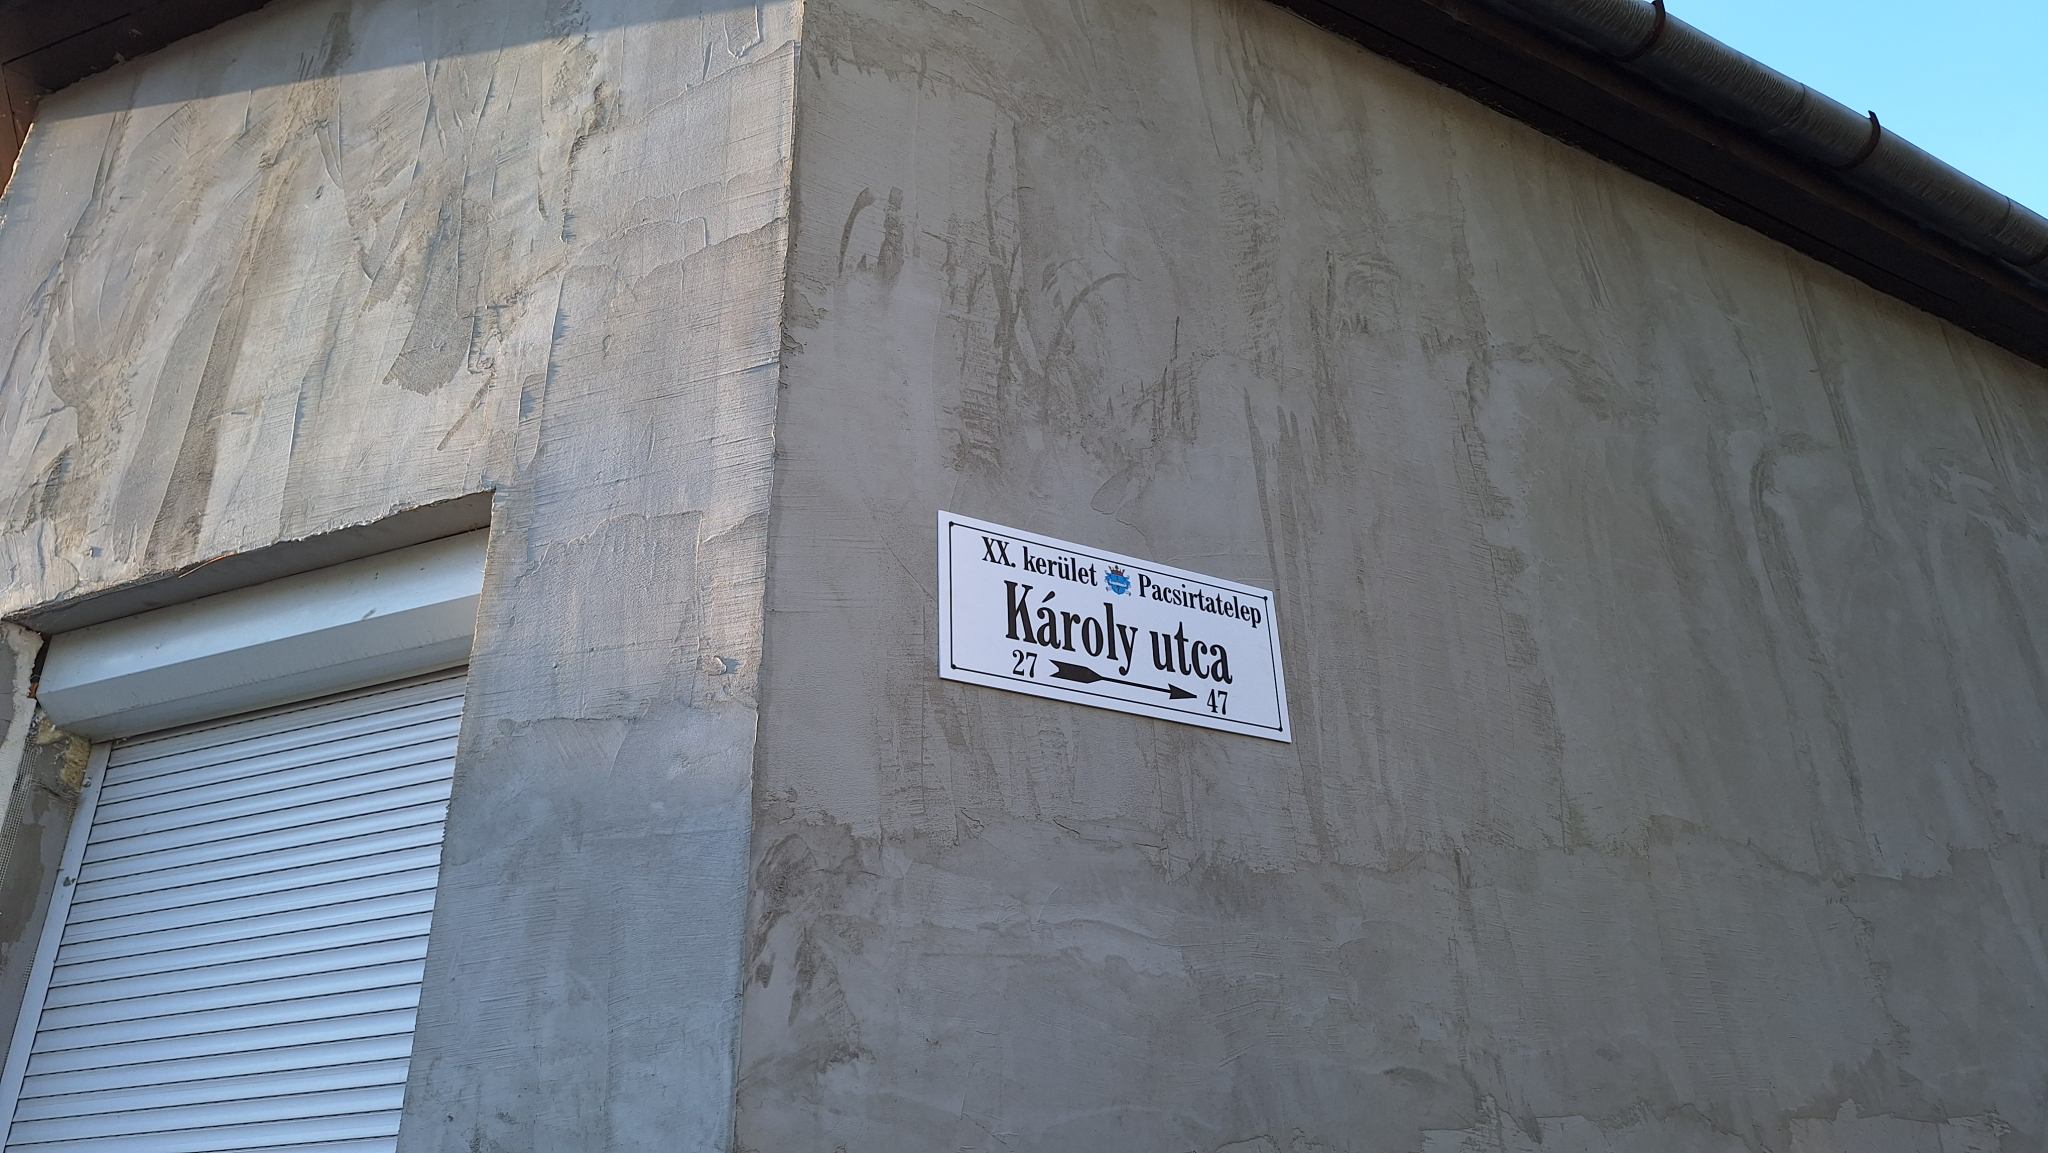 XX. kerület Pacsirtatelep
Károly utca
27 47